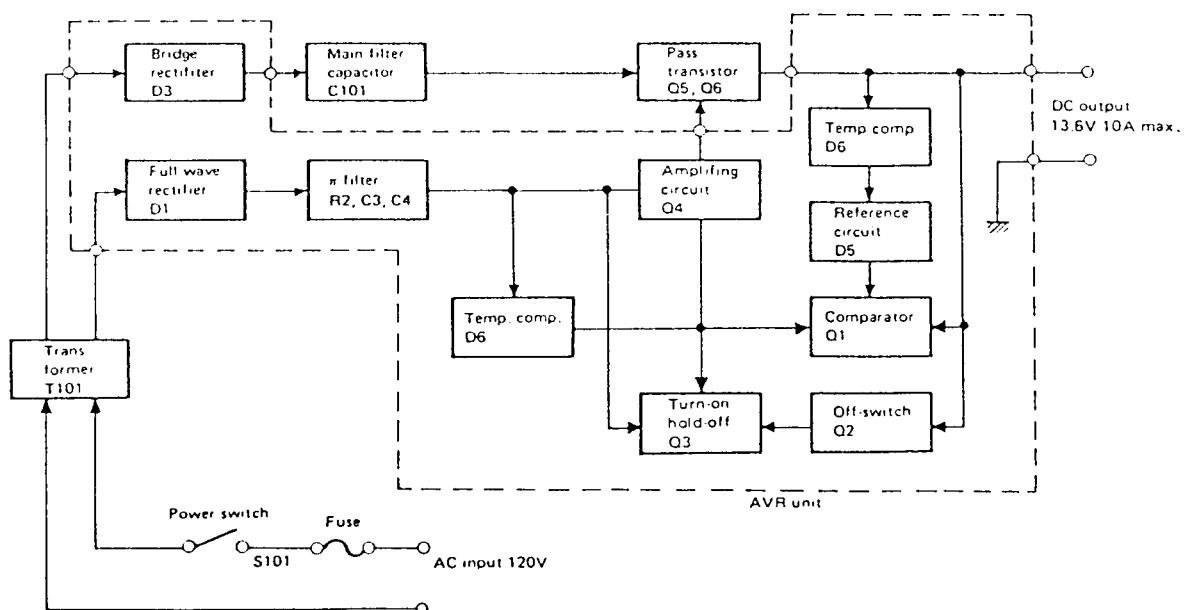 Bridge
rectifiter
D3
Main filter
capacitor
C101
Pass
transistor
Q5, Q6
DC output
13.6V 10A max.
Temp comp
D6
Full wave
rectifier
D1
π filter
R2, C3, C4
Amplifing
circuit
Q4
Reference
circuit
D5
Temp. comp.
D6
Comparator
Q1
Trans
former
T101
Turn-on
hold-off
Q3
Off-switch
Q2
AVR unit
Power switch
Fuse
S101
AC input 120V